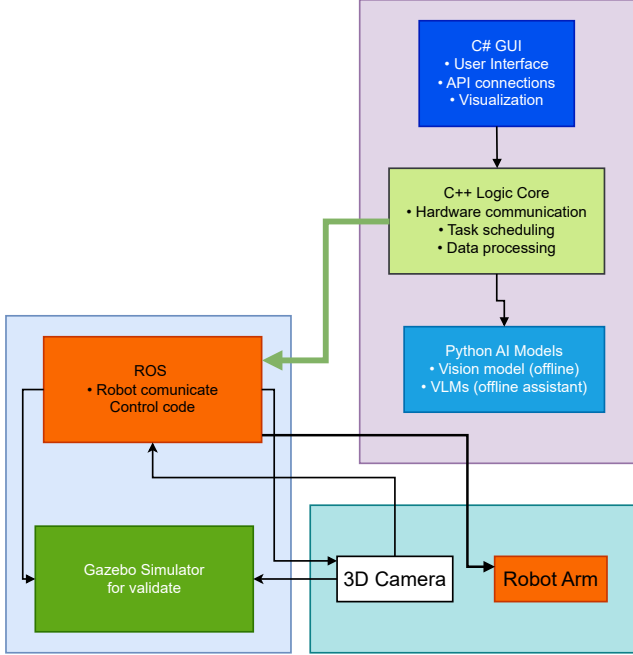 C# GUI
• User Interface
• API connections
• Visualization
C++ Logic Core
• Hardware communication
• Task scheduling
• Data processing
Python AI Models
• Vision model (offline)
• VLMs (offline assistant)
ROS
• Robot comunicate
Control code
Gazebo Simulator
for validate
3D Camera
Robot Arm